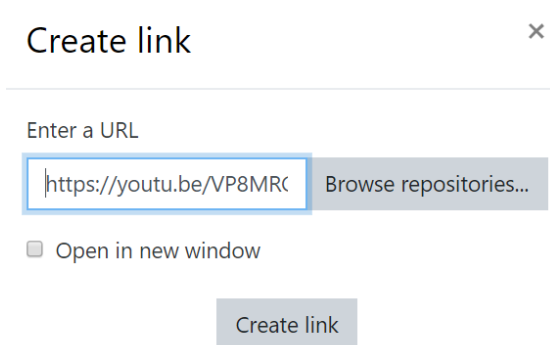 Create link
×
Enter a URL
https://youtu.be/VP8MR
Browse repositories...
Open in new window
Create link